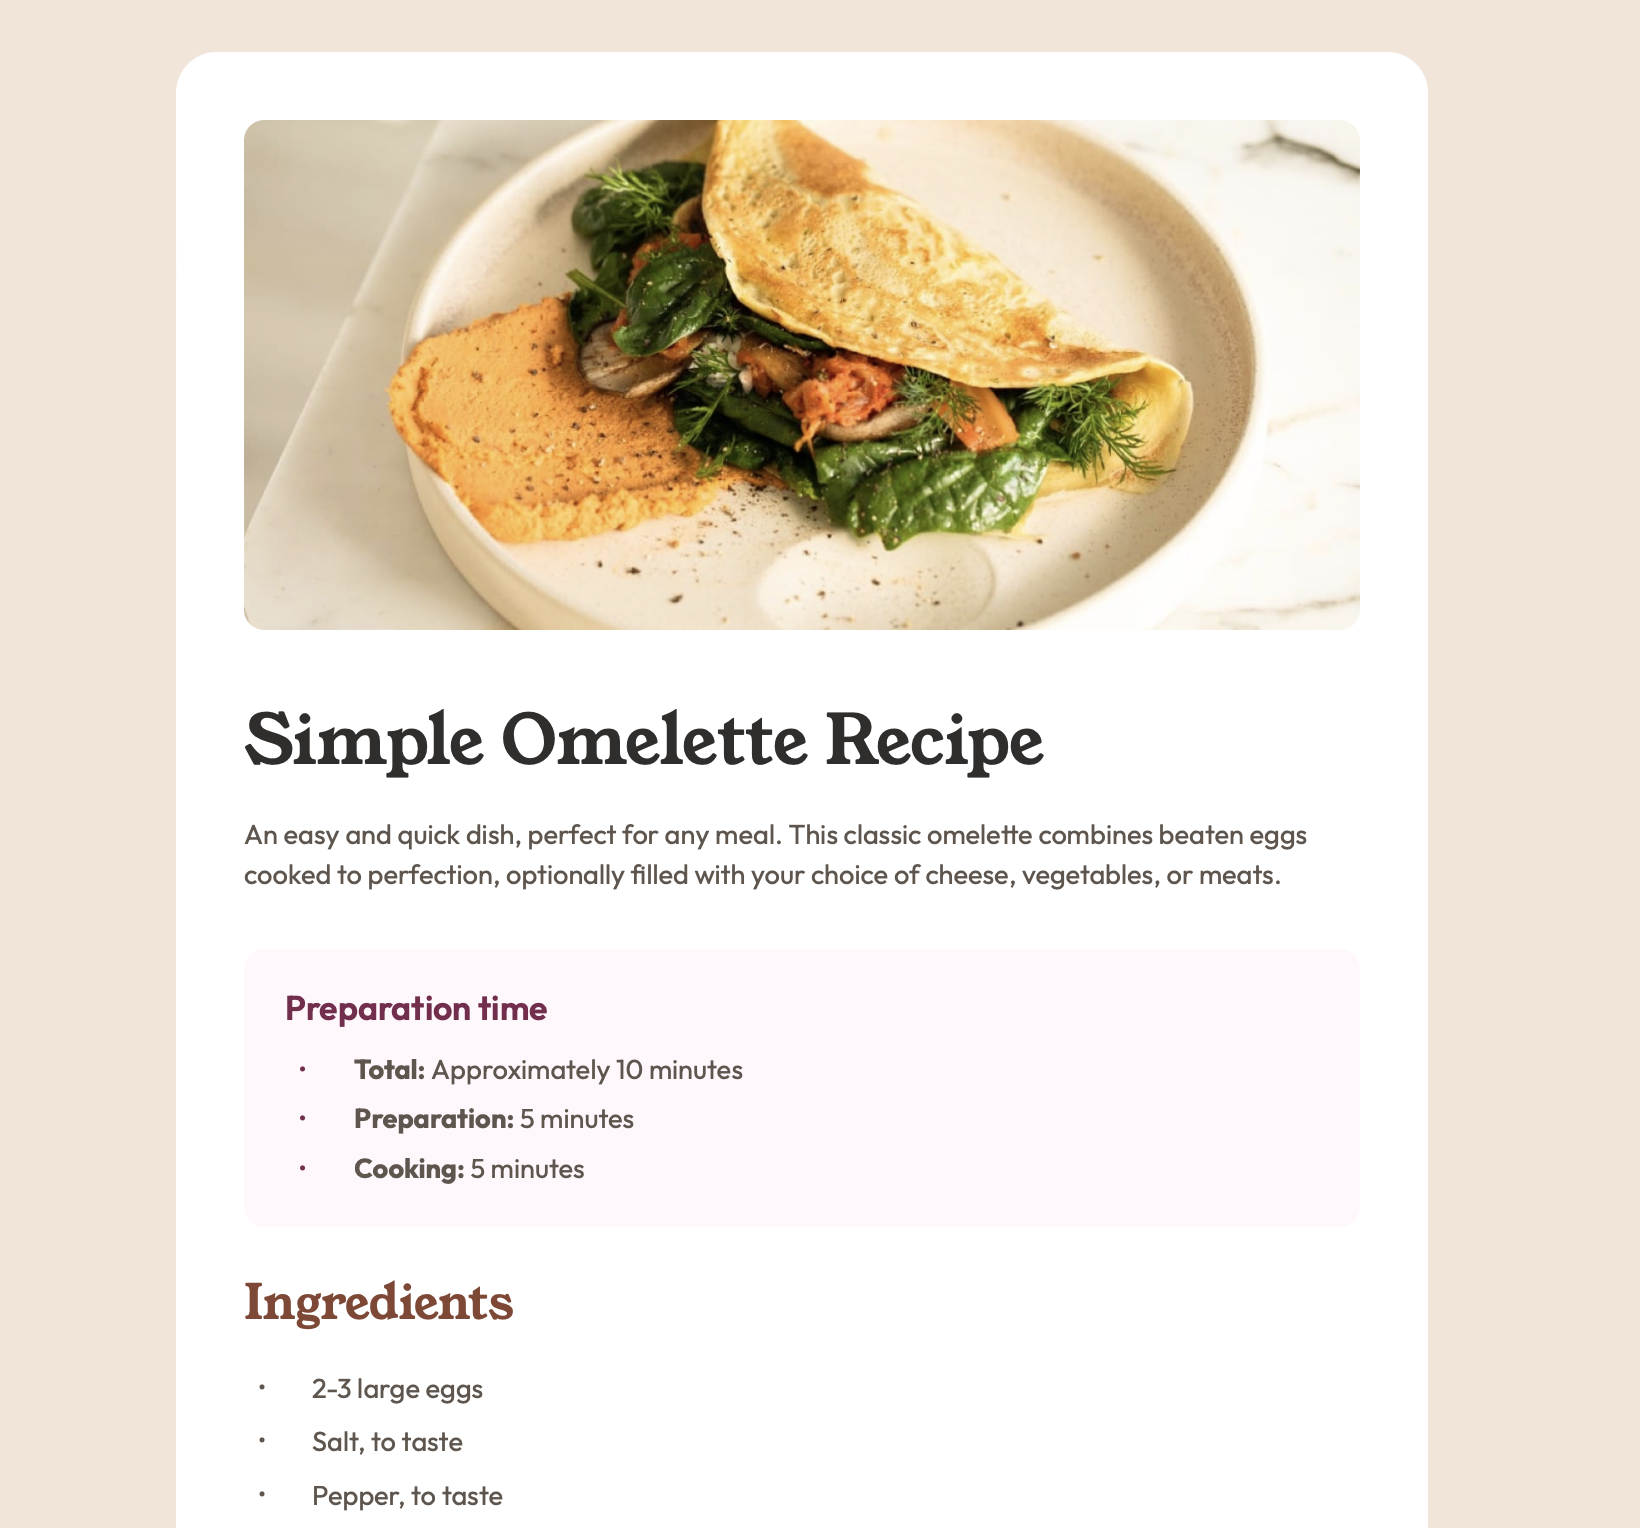 Simple Omelette Recipe
An easy and quick dish, perfect for any meal. This classic omelette combines beaten eggs
cooked to perfection, optionally filled with your choice of cheese, vegetables, or meats.
Preparation time
• Total: Approximately 10 minutes
• Preparation: 5 minutes
• Cooking: 5 minutes
Ingredients
• 2-3 large eggs
• Salt, to taste
• Pepper, to taste